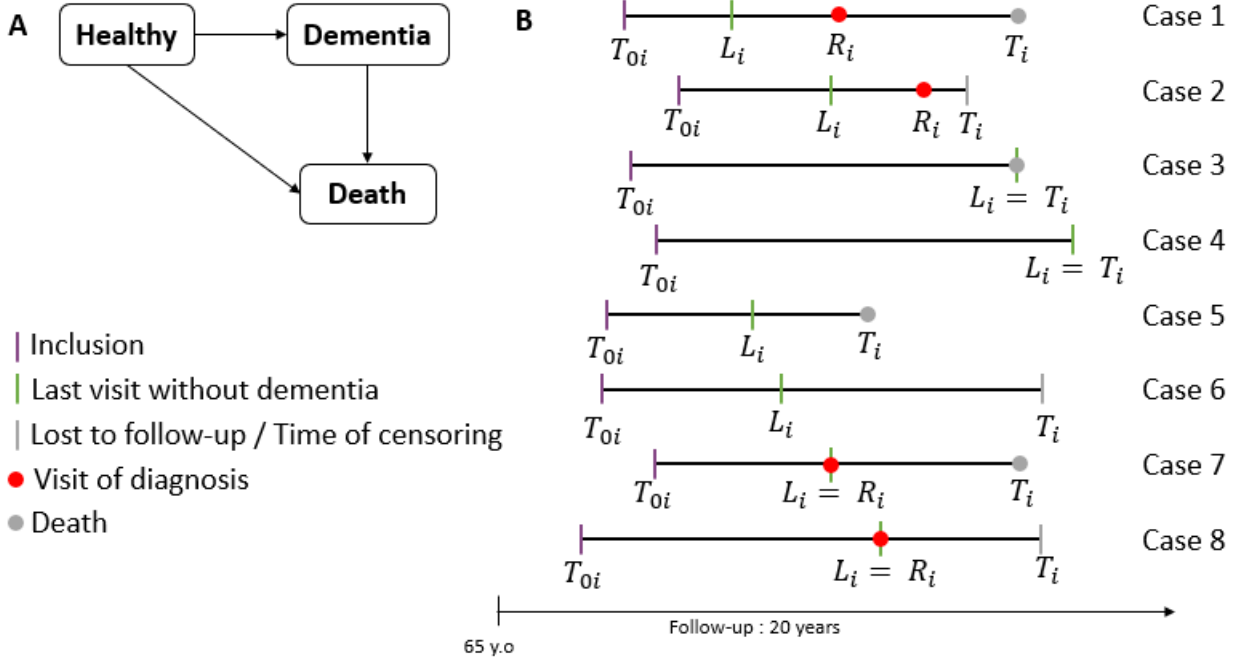 A
Healthy
Dementia
Death
Inclusion
Last visit without dementia
Lost to follow-up / Time of censoring
Visit of diagnosis
Death
B
T₀ᵢ Lᵢ Rᵢ Tᵢ Case 1
T₀ᵢ Lᵢ Rᵢ Tᵢ Case 2
T₀ᵢ Lᵢ = Tᵢ Case 3
T₀ᵢ Lᵢ = Tᵢ Case 4
T₀ᵢ Lᵢ Tᵢ Case 5
T₀ᵢ Lᵢ Tᵢ Case 6
T₀ᵢ Lᵢ = Rᵢ Tᵢ Case 7
T₀ᵢ Lᵢ = Rᵢ Tᵢ Case 8
65 y.o
Follow-up : 20 years